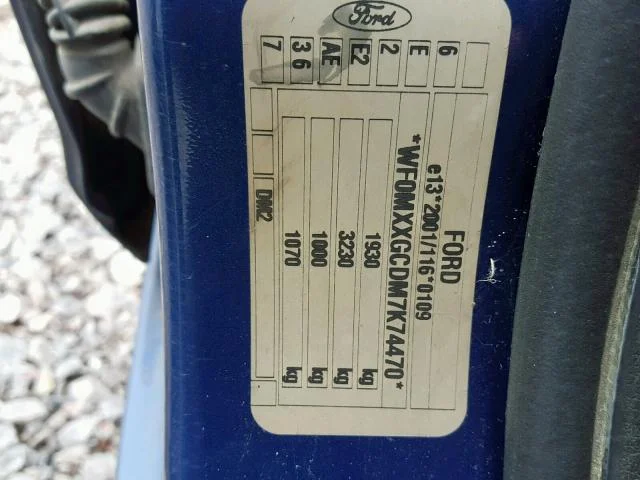 Ford
7 3 6 AE E2 2 E 6
FORD
e13*2001/116*0109
*WF0MXXGCDM7K74470*
1930 kg
3230 kg
1000 kg
1070 kg
DM2